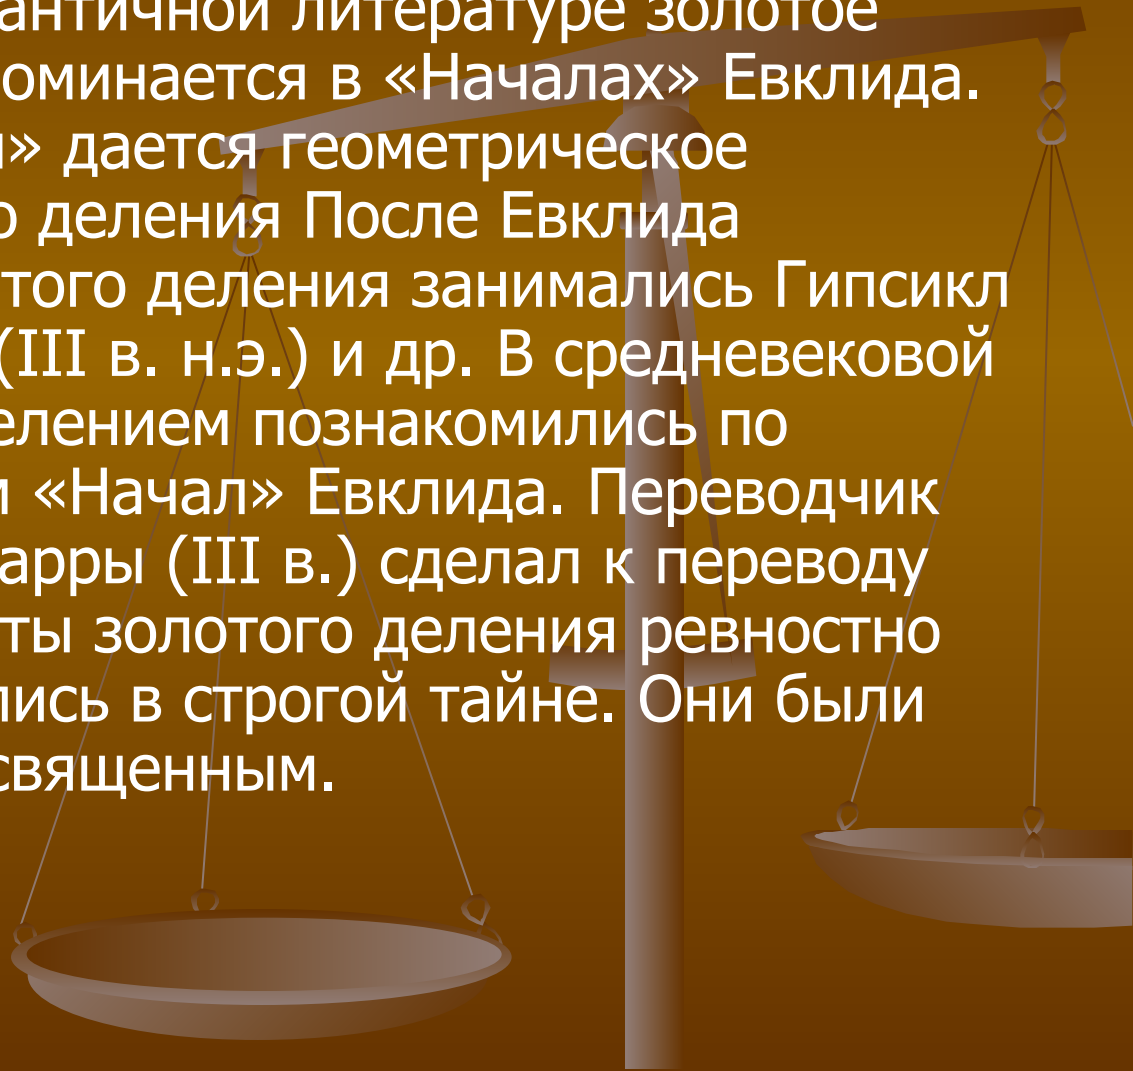 античной литературе золотое
оминается в «Началах» Евклида.
» дается геометрическое
о деления После Евклида
того деления занимались Гипсикл
(III в. н.э.) и др. В средневековой
елением познакомились по
и «Начал» Евклида. Переводчик
арры (III в.) сделал к переводу
ты золотого деления ревностно
лись в строгой тайне. Они были
священным.